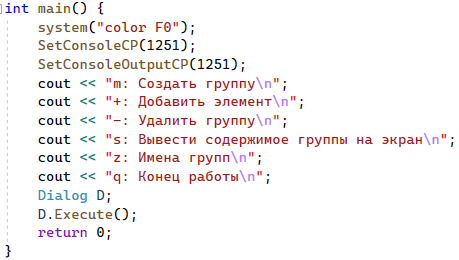 int main() {
system("color F0");
SetConsoleCP(1251);
SetConsoleOutputCP(1251);
cout << "m: Создать группу\n";
cout << "+: Добавить элемент\n";
cout << "-: Удалить группу\n";
cout << "s: Вывести содержимое группы на экран\n";
cout << "z: Имена групп\n";
cout << "q: Конец работы\n";
Dialog D;
D.Execute();
return 0;
}